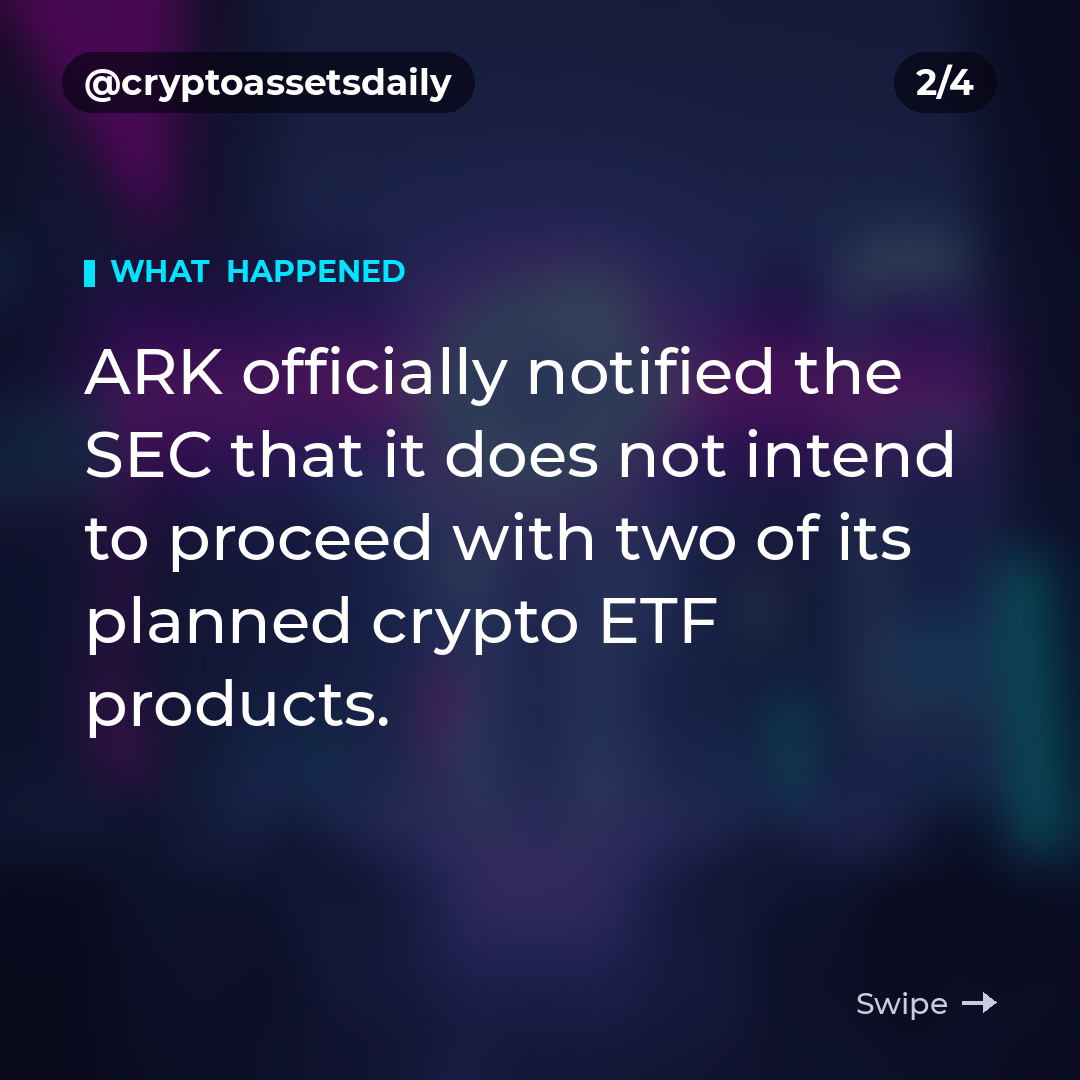 @cryptoassetsdaily
2/4
WHAT HAPPENED
ARK officially notified the
SEC that it does not intend
to proceed with two of its
planned crypto ETF
products.
Swipe